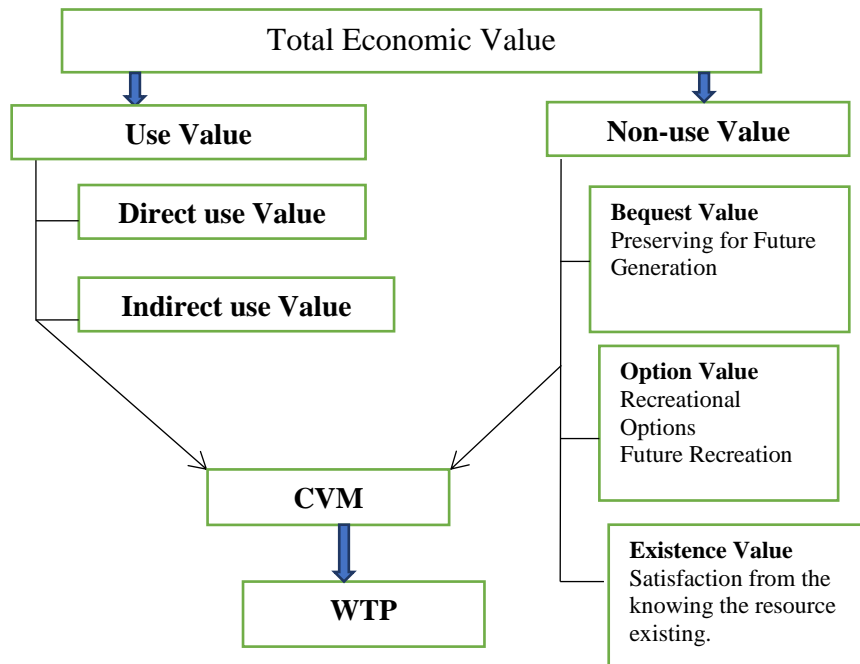 Total Economic Value
Use Value
Non-use Value
Direct use Value
Indirect use Value
Bequest Value
Preserving for Future
Generation
Option Value
Recreational
Options
Future Recreation
Existence Value
Satisfaction from the
knowing the resource
existing.
CVM
WTP